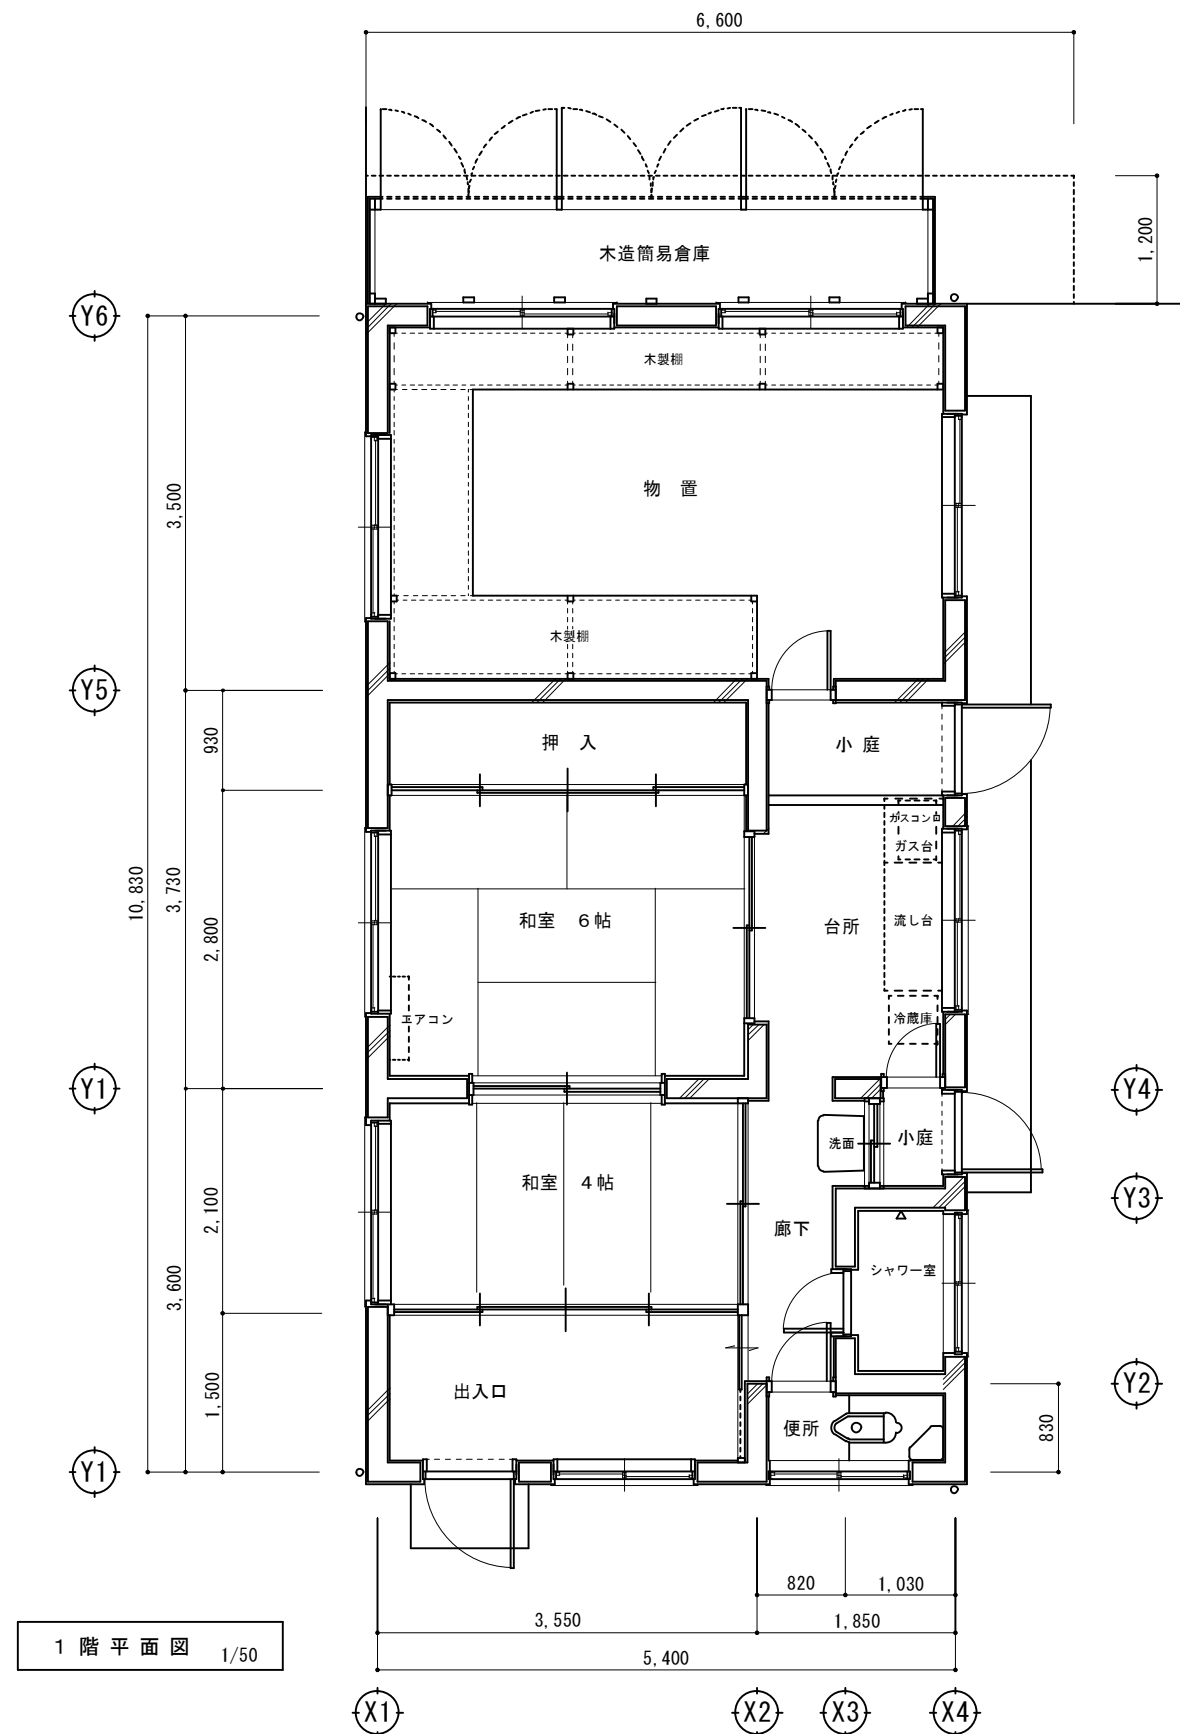 6,600
1,200
木造簡易倉庫
Y6
木製棚
物 置
3,500
木製棚
Y5
930
押 入
小 庭
ガスコンロ
ガス台
10,830
3,730
2,800
和室 6帖
台所
流し台
エアコン
冷蔵庫
Y1
Y4
洗面
小庭
和室 4帖
2,100
Y3
廊下
3,600
シャワー室
1,500
出入口
Y2
便所
830
Y1
820
1,030
3,550
1,850
1 階 平 面 図 1/50
5,400
X1
X2
X3
X4